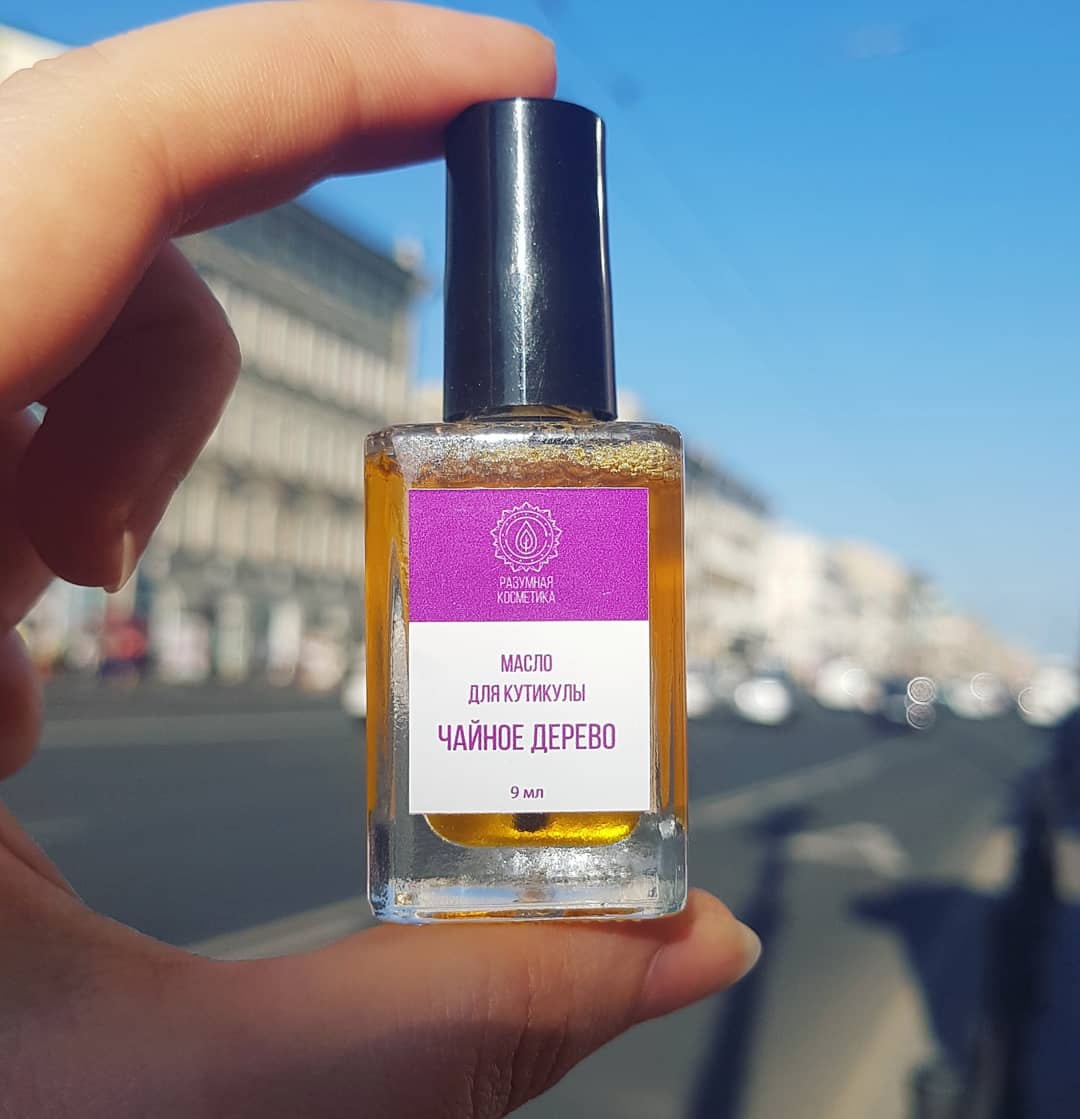 РАЗУМНАЯ
КОСМЕТИКА
МАСЛО
ДЛЯ КУТИКУЛЫ
ЧАЙНОЕ ДЕРЕВО
9 мл